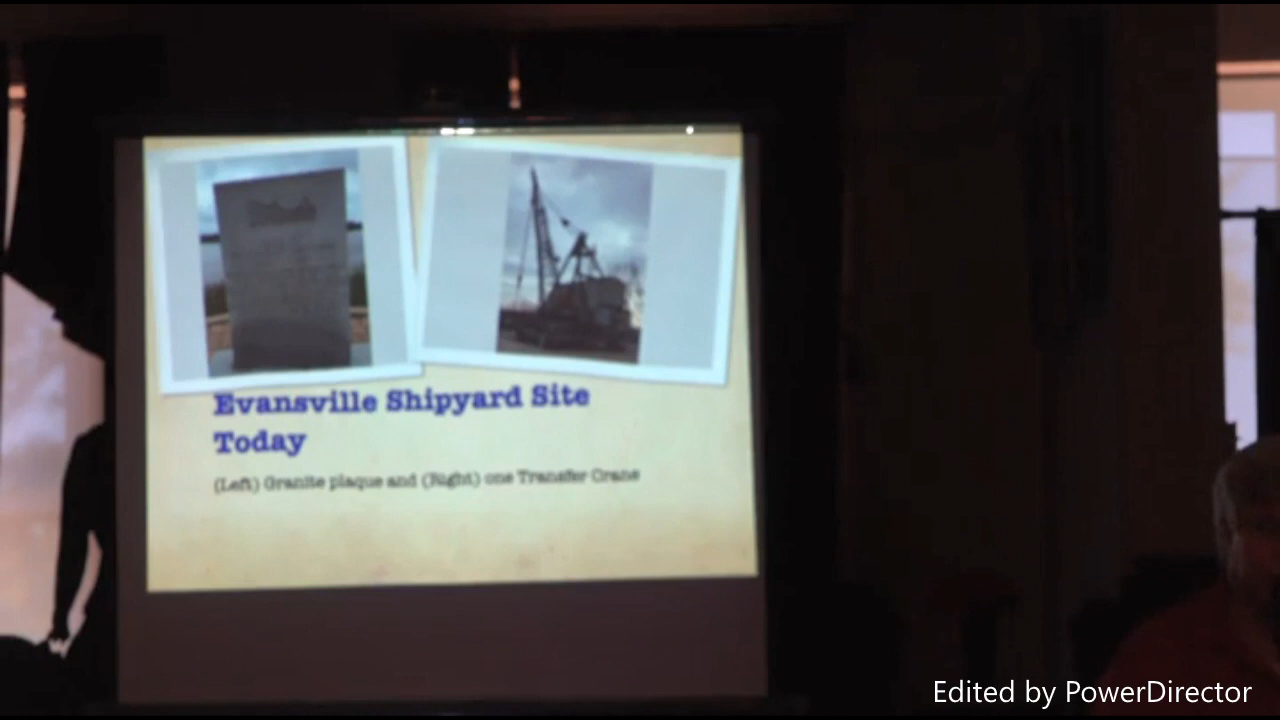 Evansville Shipyard Site
Today
(Left) Granite plaque and (Right) one Transfer Crane
Edited by PowerDirector